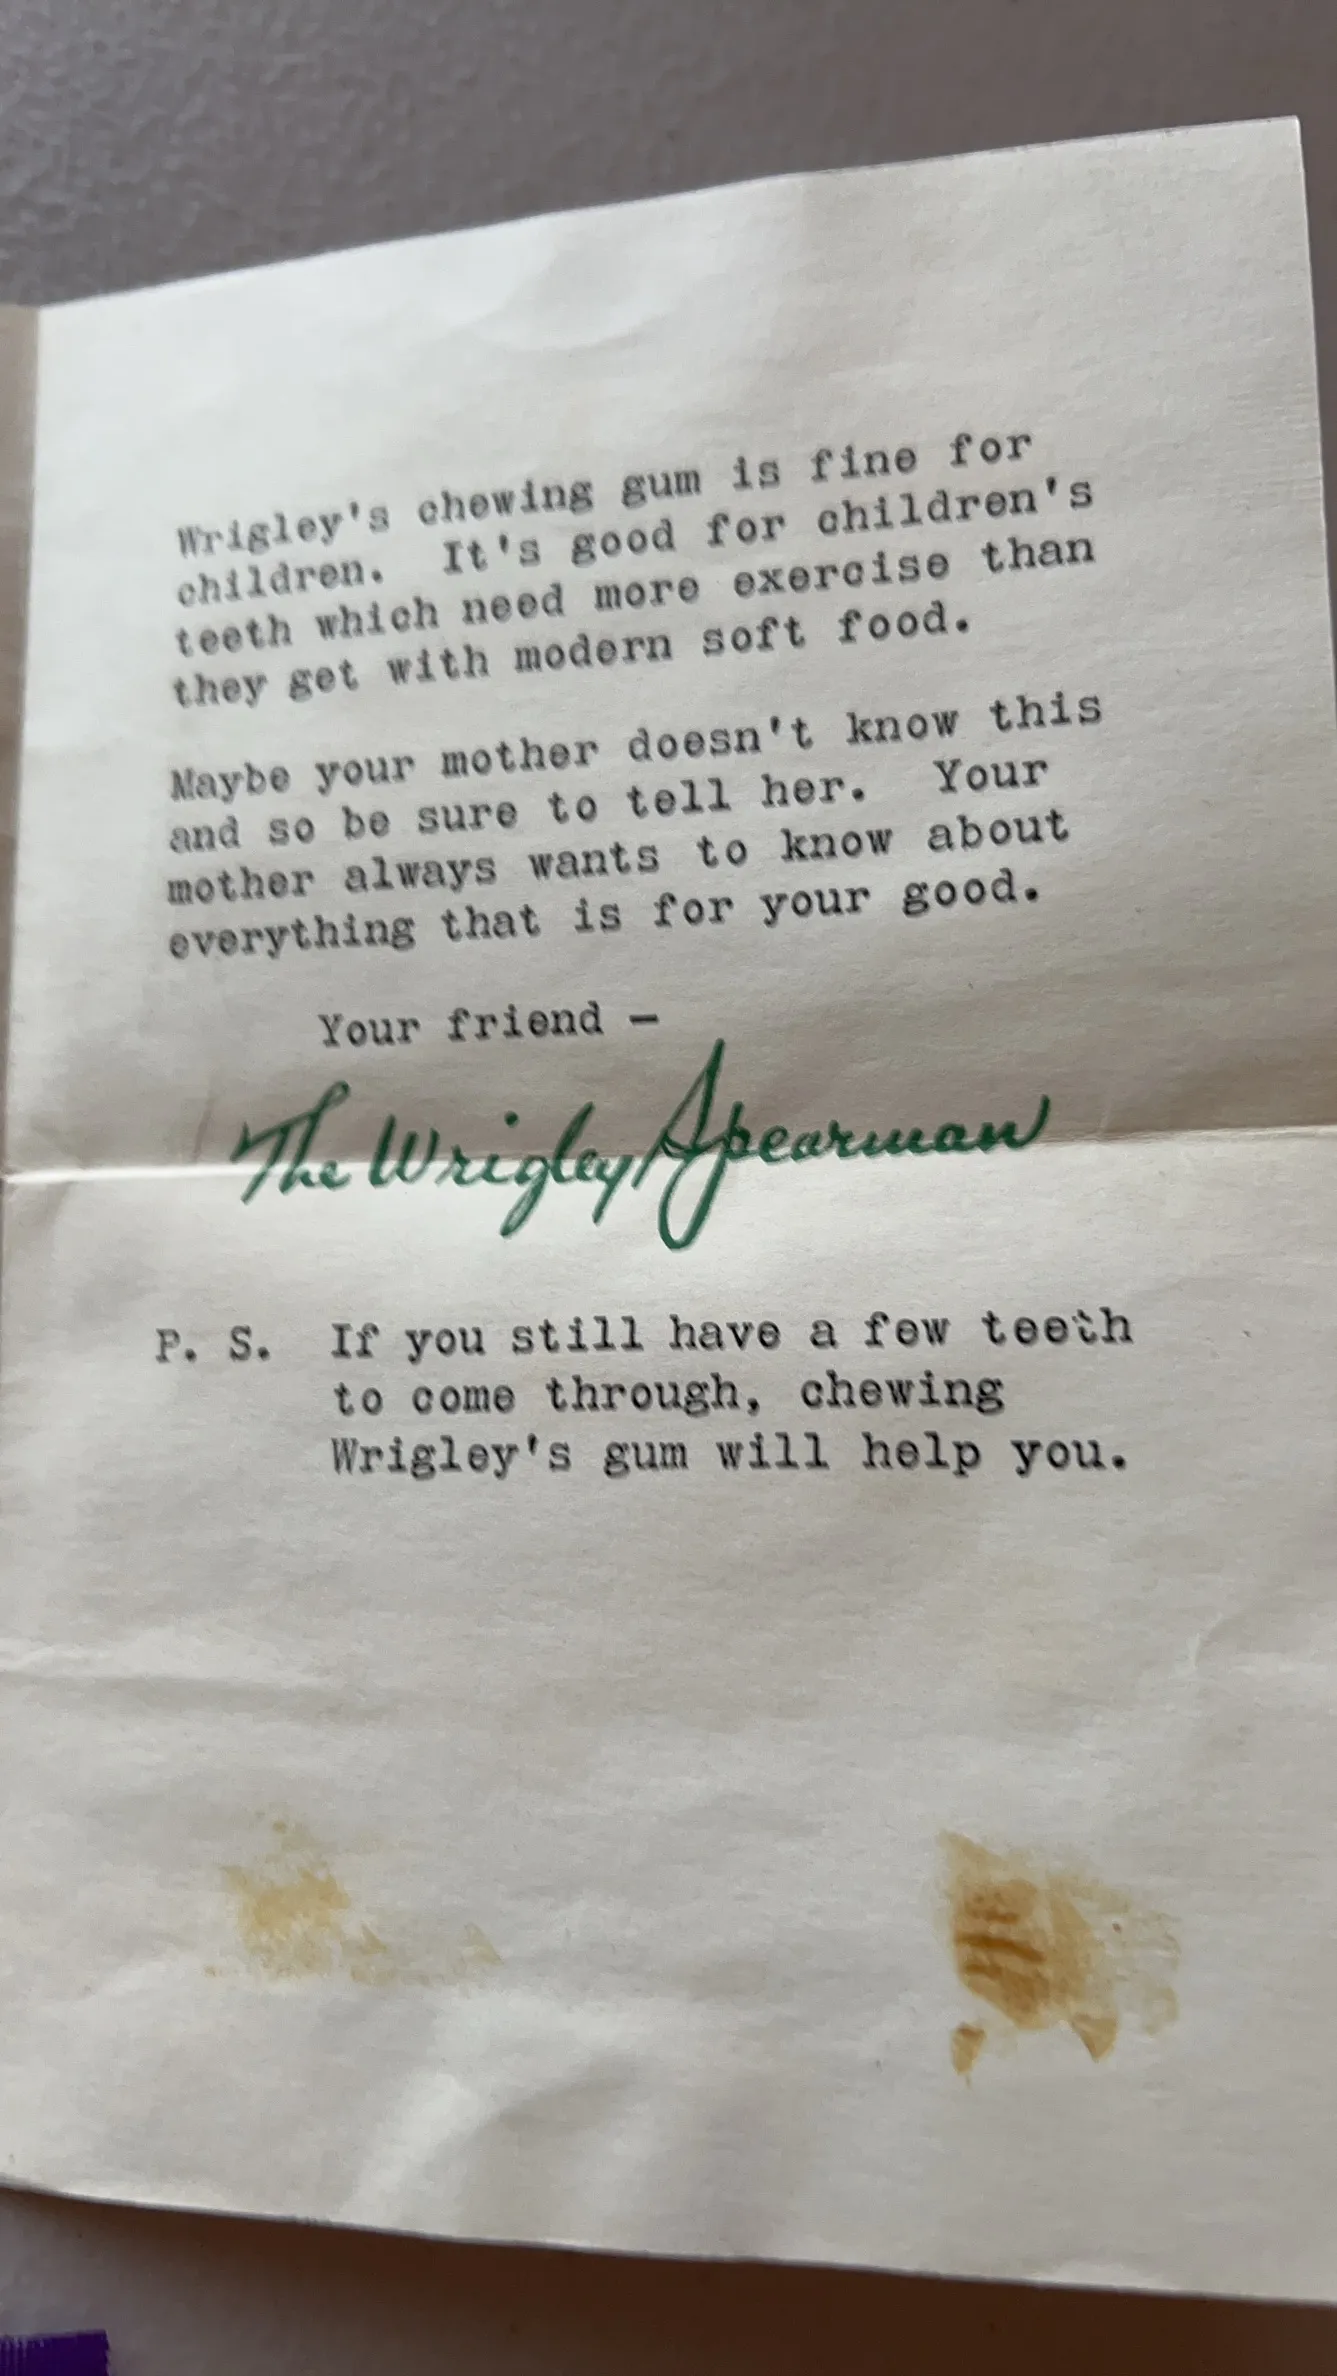 Wrigley's chewing gum is fine for
children. It's good for children's
teeth which need more exercise than
they get with modern soft food.
Maybe your mother doesn't know this
and so be sure to tell her. Your
mother always wants to know about
everything that is for your good.
Your friend -
The Wrigley Spearman
P. S. If you still have a few teeth
to come through, chewing
Wrigley's gum will help you.